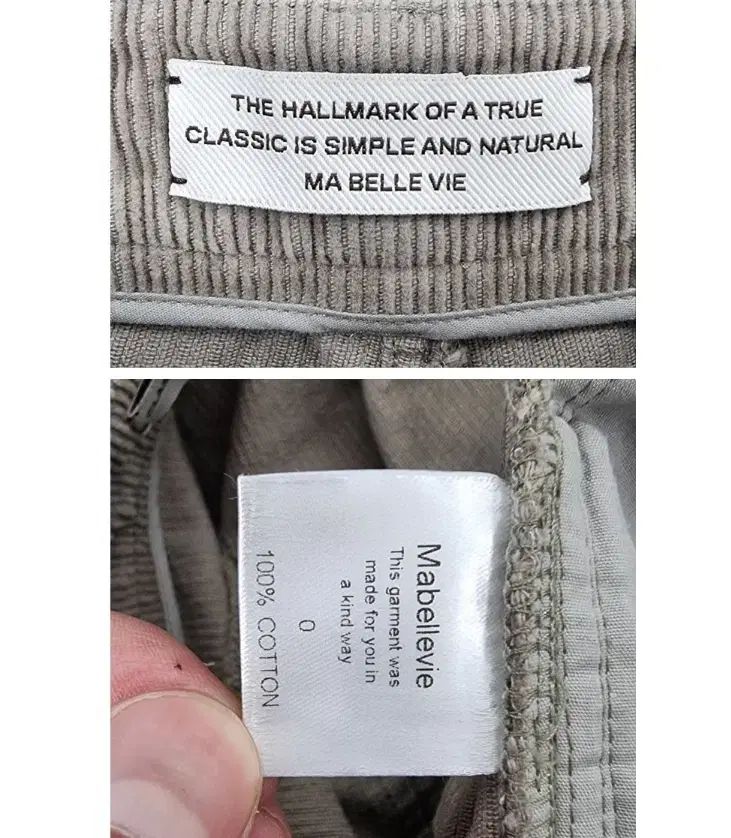 THE HALLMARK OF A TRUE
CLASSIC IS SIMPLE AND NATURAL
MA BELLE VIE
Mabellevie
This garment was
made for you in
a kind way
0
100% COTTON